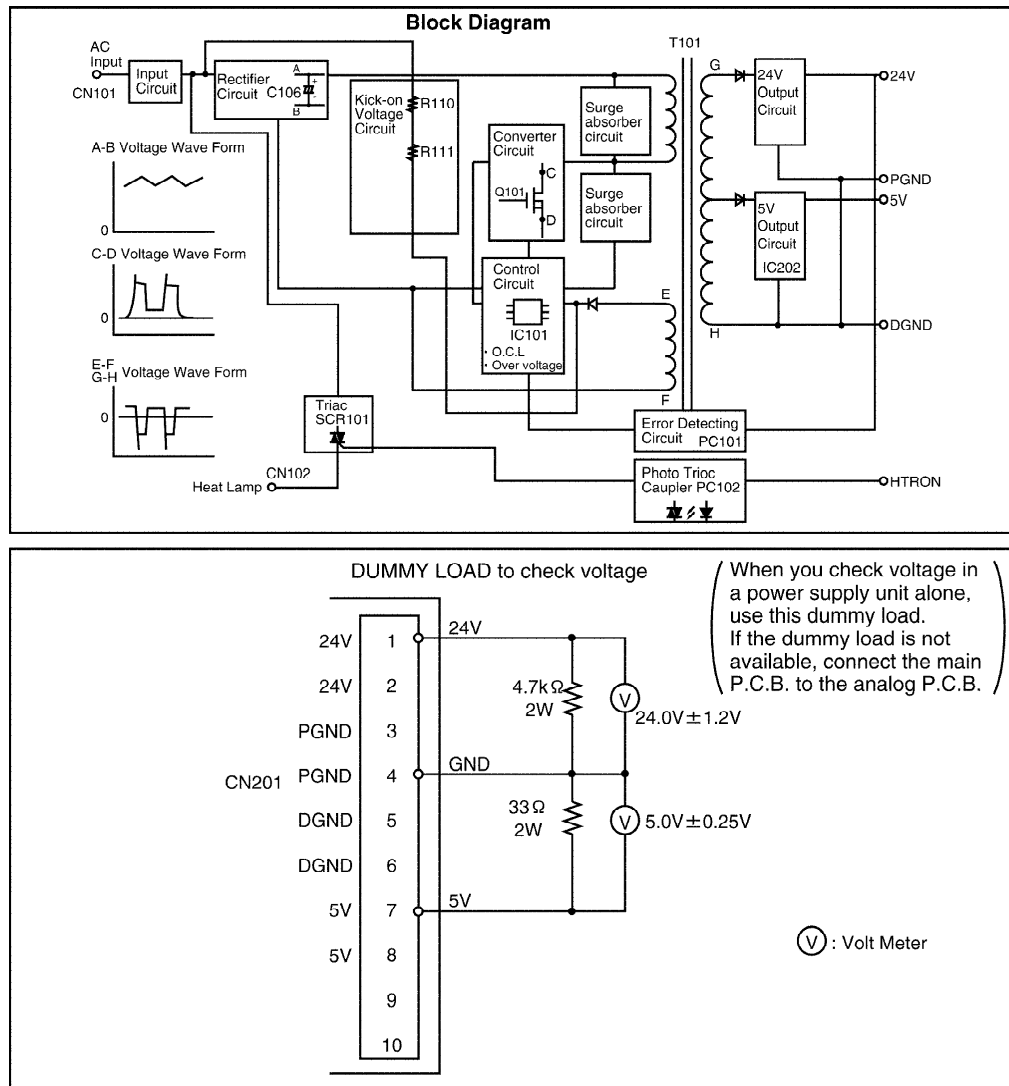 Block Diagram
AC
Input
CN101
Input
Circuit
Rectifier
Circuit
C106
A
B
+
-
Kick-on
Voltage
Circuit
R110
R111
Converter
Circuit
Q101
C
D
Surge
absorber
circuit
Surge
absorber
circuit
Control
Circuit
IC101
· O.C.L
· Over voltage
T101
E
F
G
H
24V
Output
Circuit
5V
Output
Circuit
IC202
24V
PGND
5V
DGND
A-B Voltage Wave Form
0
C-D Voltage Wave Form
0
E-F
G-H Voltage Wave Form
0
Triac
SCR101
CN102
Heat Lamp
Error Detecting
Circuit PC101
Photo Trioc
Caupler PC102
HTRON
DUMMY LOAD to check voltage
When you check voltage in
a power supply unit alone,
use this dummy load.
If the dummy load is not
available, connect the main
P.C.B. to the analog P.C.B.
CN201
24V 1 24V
24V 2
PGND 3
PGND 4 GND
DGND 5
DGND 6
5V 7 5V
5V 8
9
10
4.7kΩ
2W
V
24.0V±1.2V
33Ω
2W
V 5.0V±0.25V
V : Volt Meter